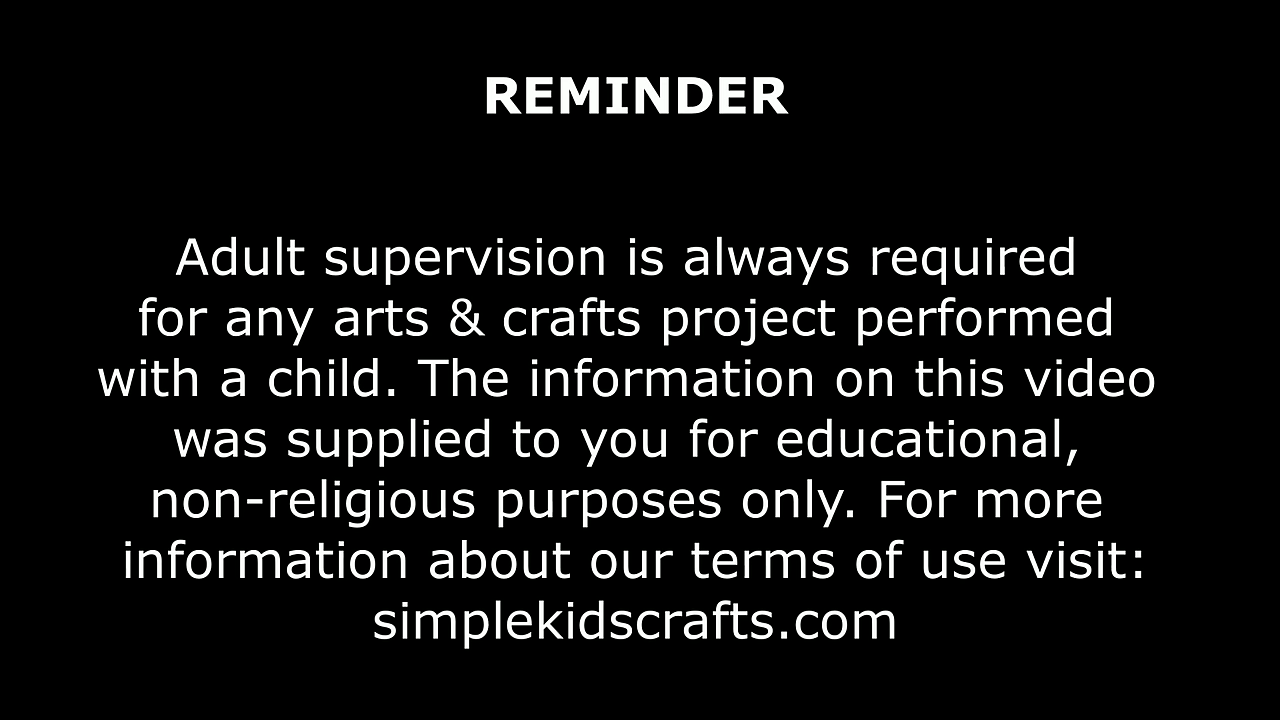 REMINDER
Adult supervision is always required
for any arts & crafts project performed
with a child. The information on this video
was supplied to you for educational,
non-religious purposes only. For more
information about our terms of use visit:
simplekidscrafts.com